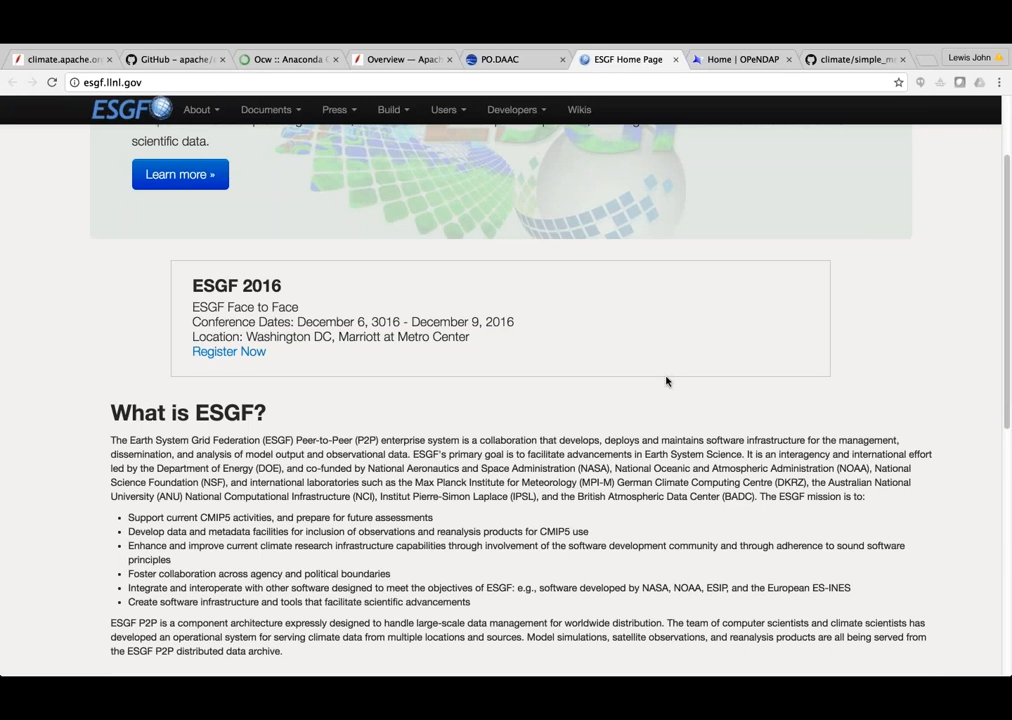 climate.apache.or
GitHub - apache/
Ocw :: Anaconda
Overview — Apach
PO.DAAC
ESGF Home Page
Home | OPeNDAP
climate/simple_m
Lewis John
esgf.llnl.gov
ESGF About Documents Press Build Users Developers Wikis
scientific data.
Learn more »
ESGF 2016
ESGF Face to Face
Conference Dates: December 6, 3016 - December 9, 2016
Location: Washington DC, Marriott at Metro Center
Register Now
What is ESGF?
The Earth System Grid Federation (ESGF) Peer-to-Peer (P2P) enterprise system is a collaboration that develops, deploys and maintains software infrastructure for the management,
dissemination, and analysis of model output and observational data. ESGF's primary goal is to facilitate advancements in Earth System Science. It is an interagency and international effort
led by the Department of Energy (DOE), and co-funded by National Aeronautics and Space Administration (NASA), National Oceanic and Atmospheric Administration (NOAA), National
Science Foundation (NSF), and international laboratories such as the Max Planck Institute for Meteorology (MPI-M) German Climate Computing Centre (DKRZ), the Australian National
University (ANU) National Computational Infrastructure (NCI), Institut Pierre-Simon Laplace (IPSL), and the British Atmospheric Data Center (BADC). The ESGF mission is to:
• Support current CMIP5 activities, and prepare for future assessments
• Develop data and metadata facilities for inclusion of observations and reanalysis products for CMIP5 use
• Enhance and improve current climate research infrastructure capabilities through involvement of the software development community and through adherence to sound software
principles
• Foster collaboration across agency and political boundaries
• Integrate and interoperate with other software designed to meet the objectives of ESGF: e.g., software developed by NASA, NOAA, ESIP, and the European ES-INES
• Create software infrastructure and tools that facilitate scientific advancements
ESGF P2P is a component architecture expressly designed to handle large-scale data management for worldwide distribution. The team of computer scientists and climate scientists has
developed an operational system for serving climate data from multiple locations and sources. Model simulations, satellite observations, and reanalysis products are all being served from
the ESGF P2P distributed data archive.